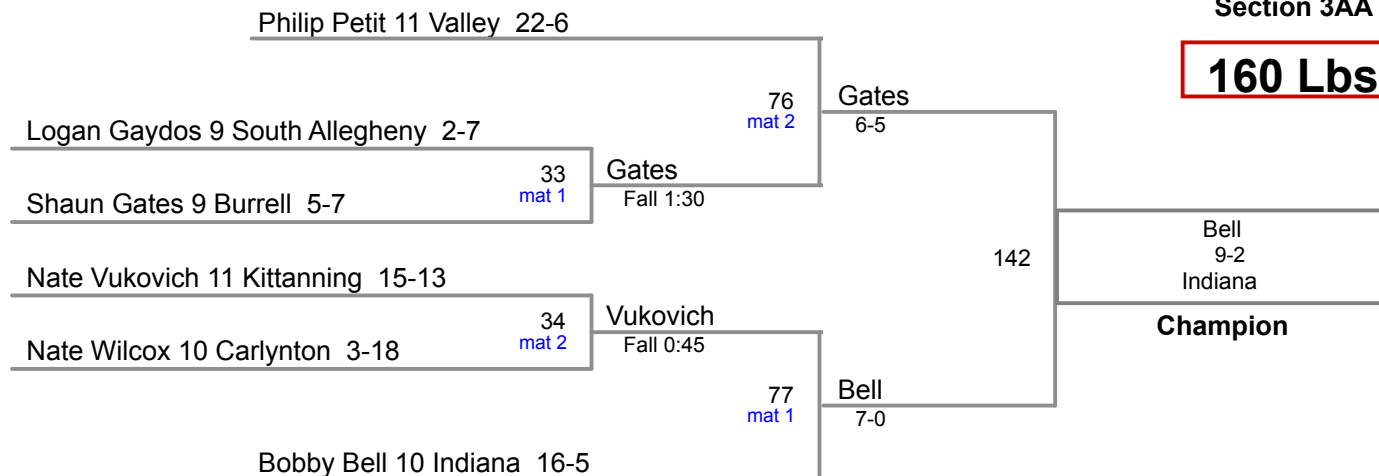 Section 3AA
160 Lbs
Philip Petit 11 Valley 22-6
76
mat 2
Gates
6-5
Logan Gaydos 9 South Allegheny 2-7
33
mat 1
Gates
Fall 1:30
Shaun Gates 9 Burrell 5-7
142
Bell
9-2
Indiana
Champion
Nate Vukovich 11 Kittanning 15-13
34
mat 2
Vukovich
Fall 0:45
Nate Wilcox 10 Carlynton 3-18
77
mat 1
Bell
7-0
Bobby Bell 10 Indiana 16-5